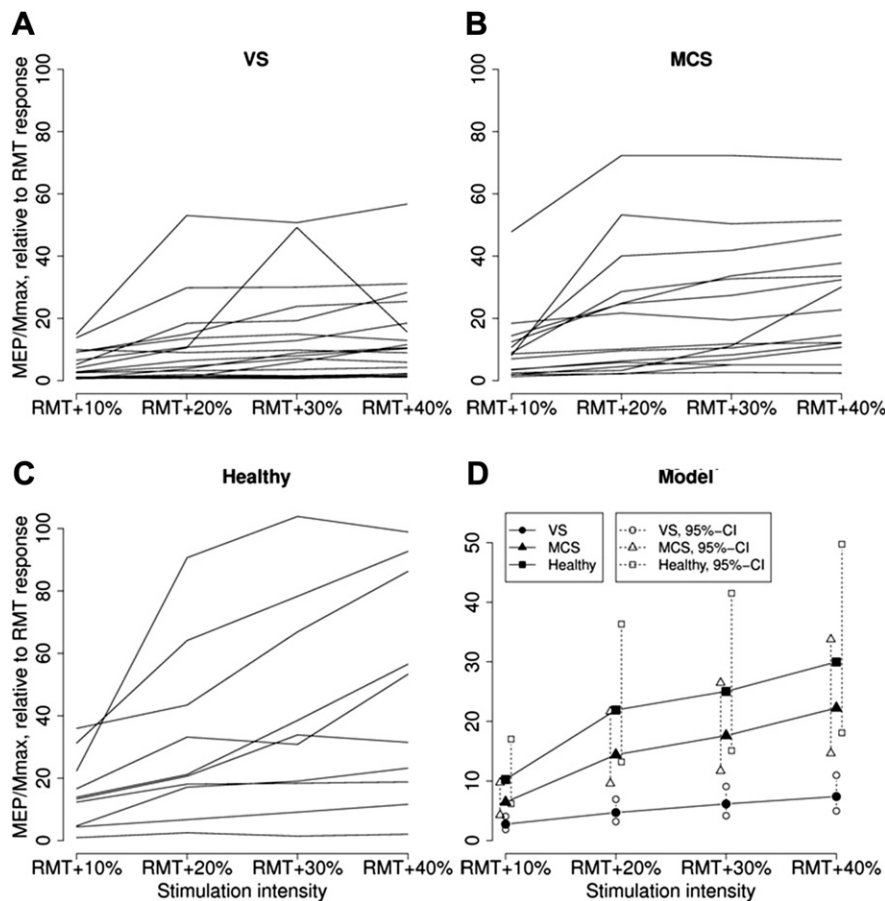 A
VS
MEP/Mmax, relative to RMT response
100
80
60
40
20
0
RMT+10% RMT+20% RMT+30% RMT+40%
B
MCS
100
80
60
40
20
0
RMT+10% RMT+20% RMT+30% RMT+40%
C
Healthy
MEP/Mmax, relative to RMT response
100
80
60
40
20
0
RMT+10% RMT+20% RMT+30% RMT+40%
Stimulation intensity
D
Model
VS
MCS
Healthy
VS, 95%-CI
MCS, 95%-CI
Healthy, 95%-CI
50
40
30
20
10
0
RMT+10% RMT+20% RMT+30% RMT+40%
Stimulation intensity